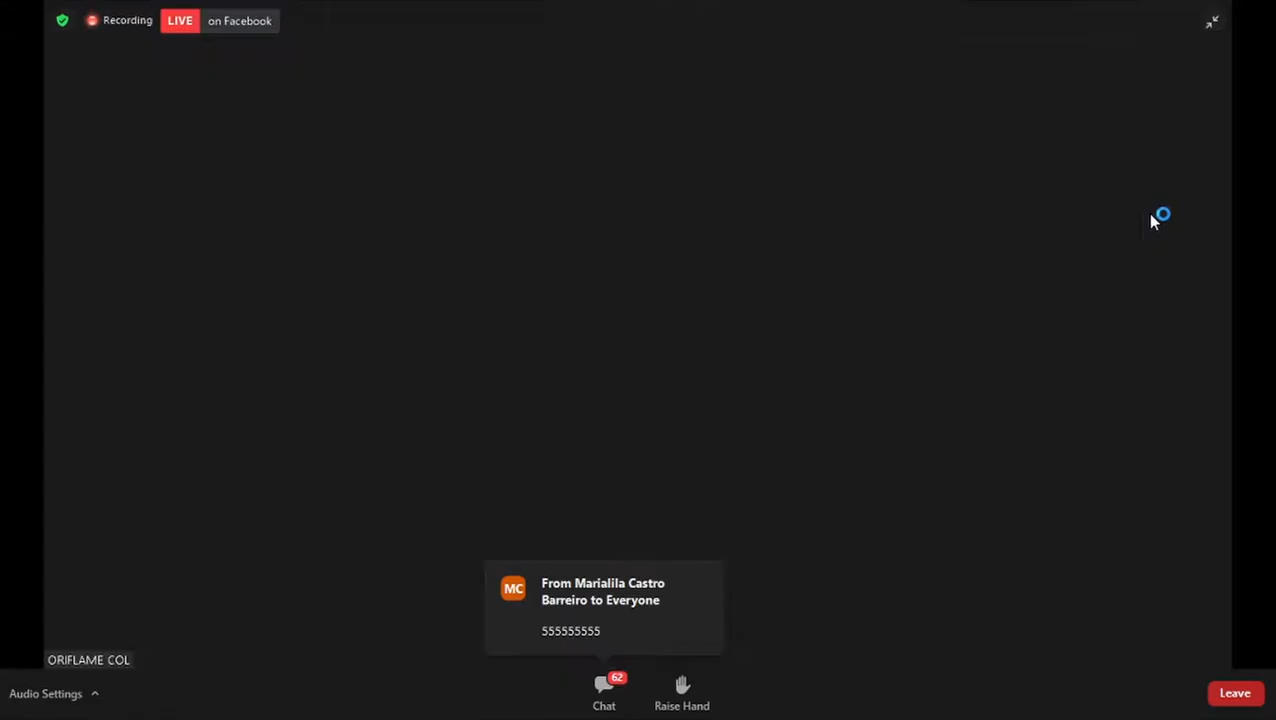 Recording LIVE on Facebook
MC From Marialila Castro
Barreiro to Everyone
555555555
ORIFLAME COL
Audio Settings
62
Chat
Raise Hand
Leave